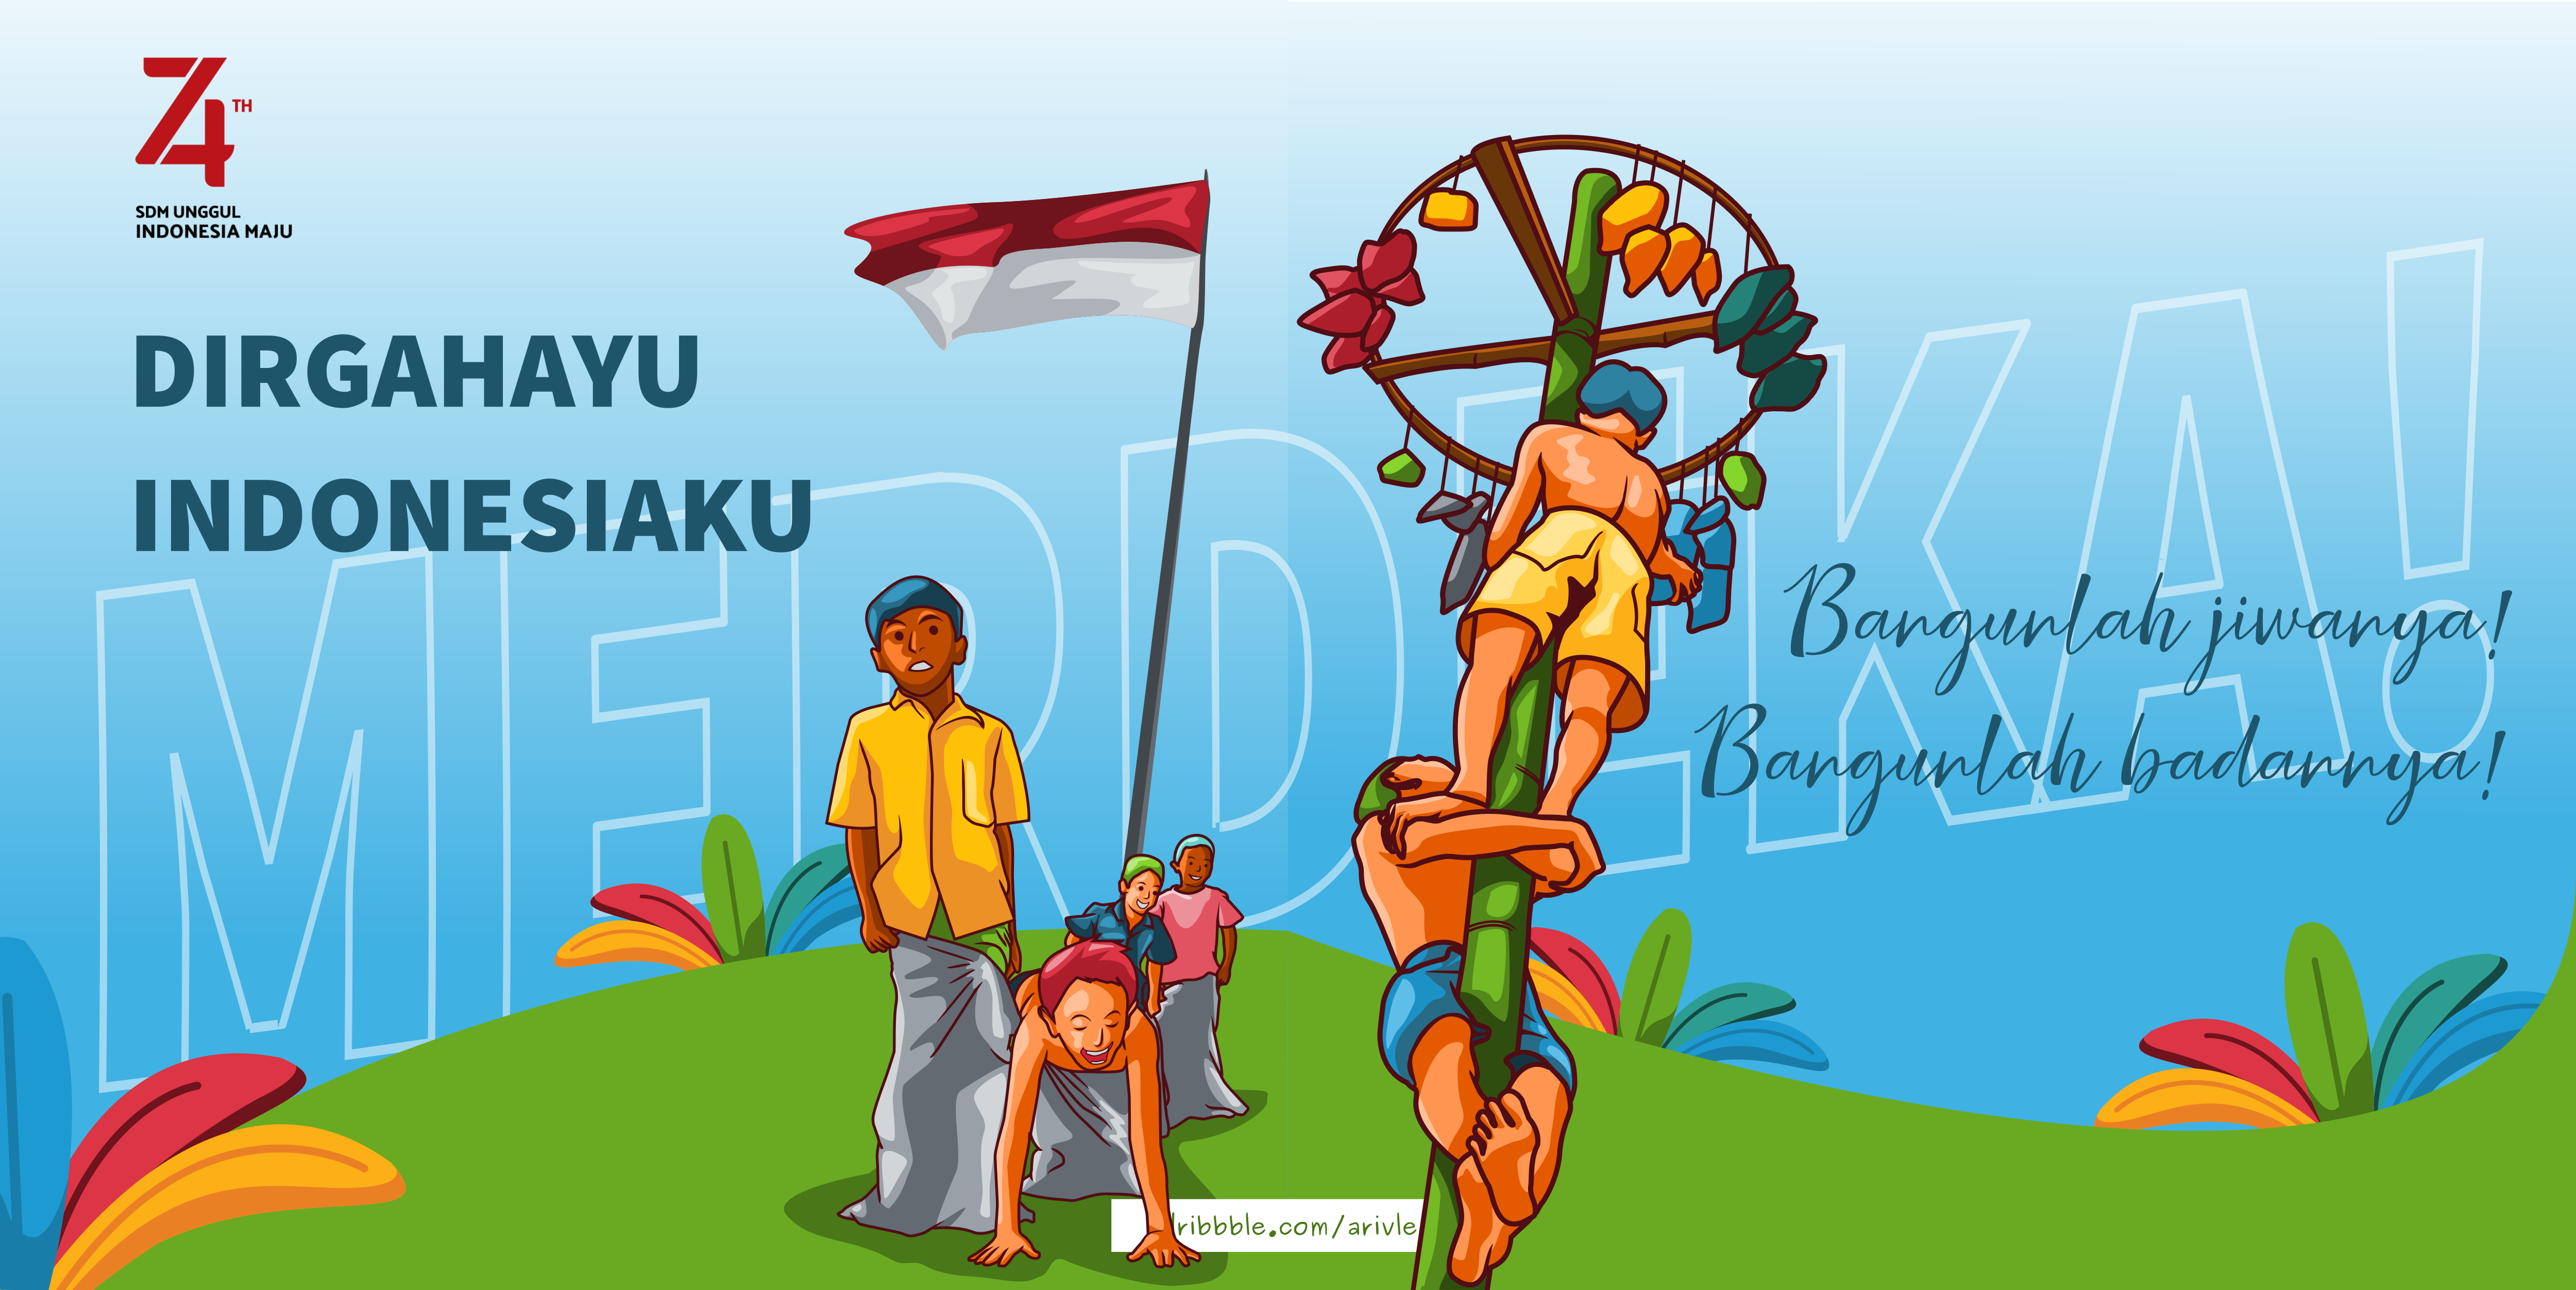 74TH
SDM UNGGUL
INDONESIA MAJU
DIRGAHAYU
INDONESIAKU
MERDEKA!
Bangunlah jiwanya!
Bangunlah badannya!
ribbble.com/arivle